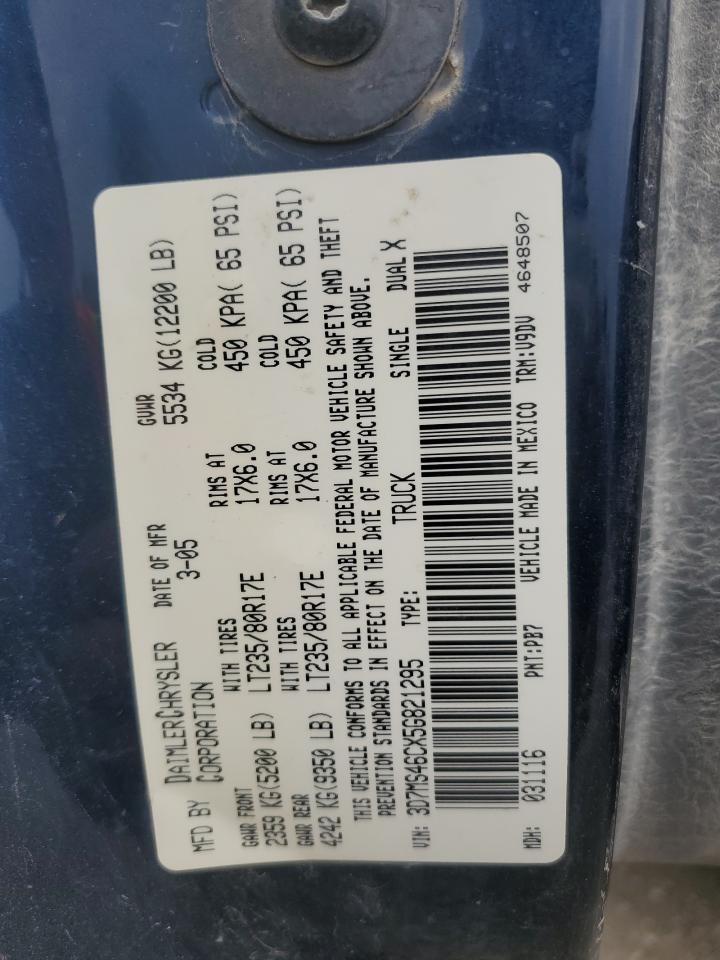 MFD BY DAIMLERCHRYSLER CORPORATION DATE OF MFR 3-05 GVWR 5534 KG(12200 LB)
GAWR FRONT WITH TIRES RIMS AT COLD
2359 KG(5200 LB) LT235/80R17E 17X6.0 450 KPA( 65 PSI)
GAWR REAR WITH TIRES RIMS AT COLD
4242 KG(9350 LB) LT235/80R17E 17X6.0 450 KPA( 65 PSI)
THIS VEHICLE CONFORMS TO ALL APPLICABLE FEDERAL MOTOR VEHICLE SAFETY AND THEFT
PREVENTION STANDARDS IN EFFECT ON THE DATE OF MANUFACTURE SHOWN ABOVE.
VIN: 3D7MS46CX5G821295 TYPE: TRUCK SINGLE DUAL X
MDH: 031116 PNT:PB7 VEHICLE MADE IN MEXICO TRM:V9DV 4648507